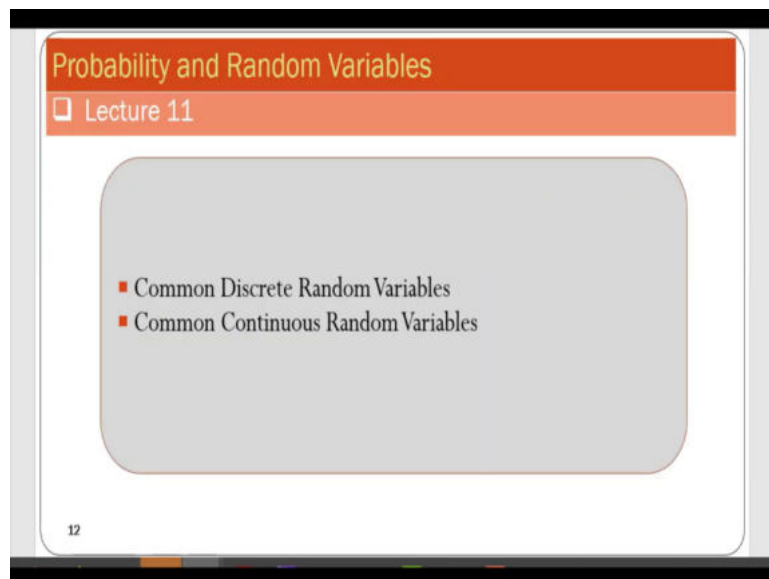 Probability and Random Variables
Lecture 11
Common Discrete Random Variables
Common Continuous Random Variables
12